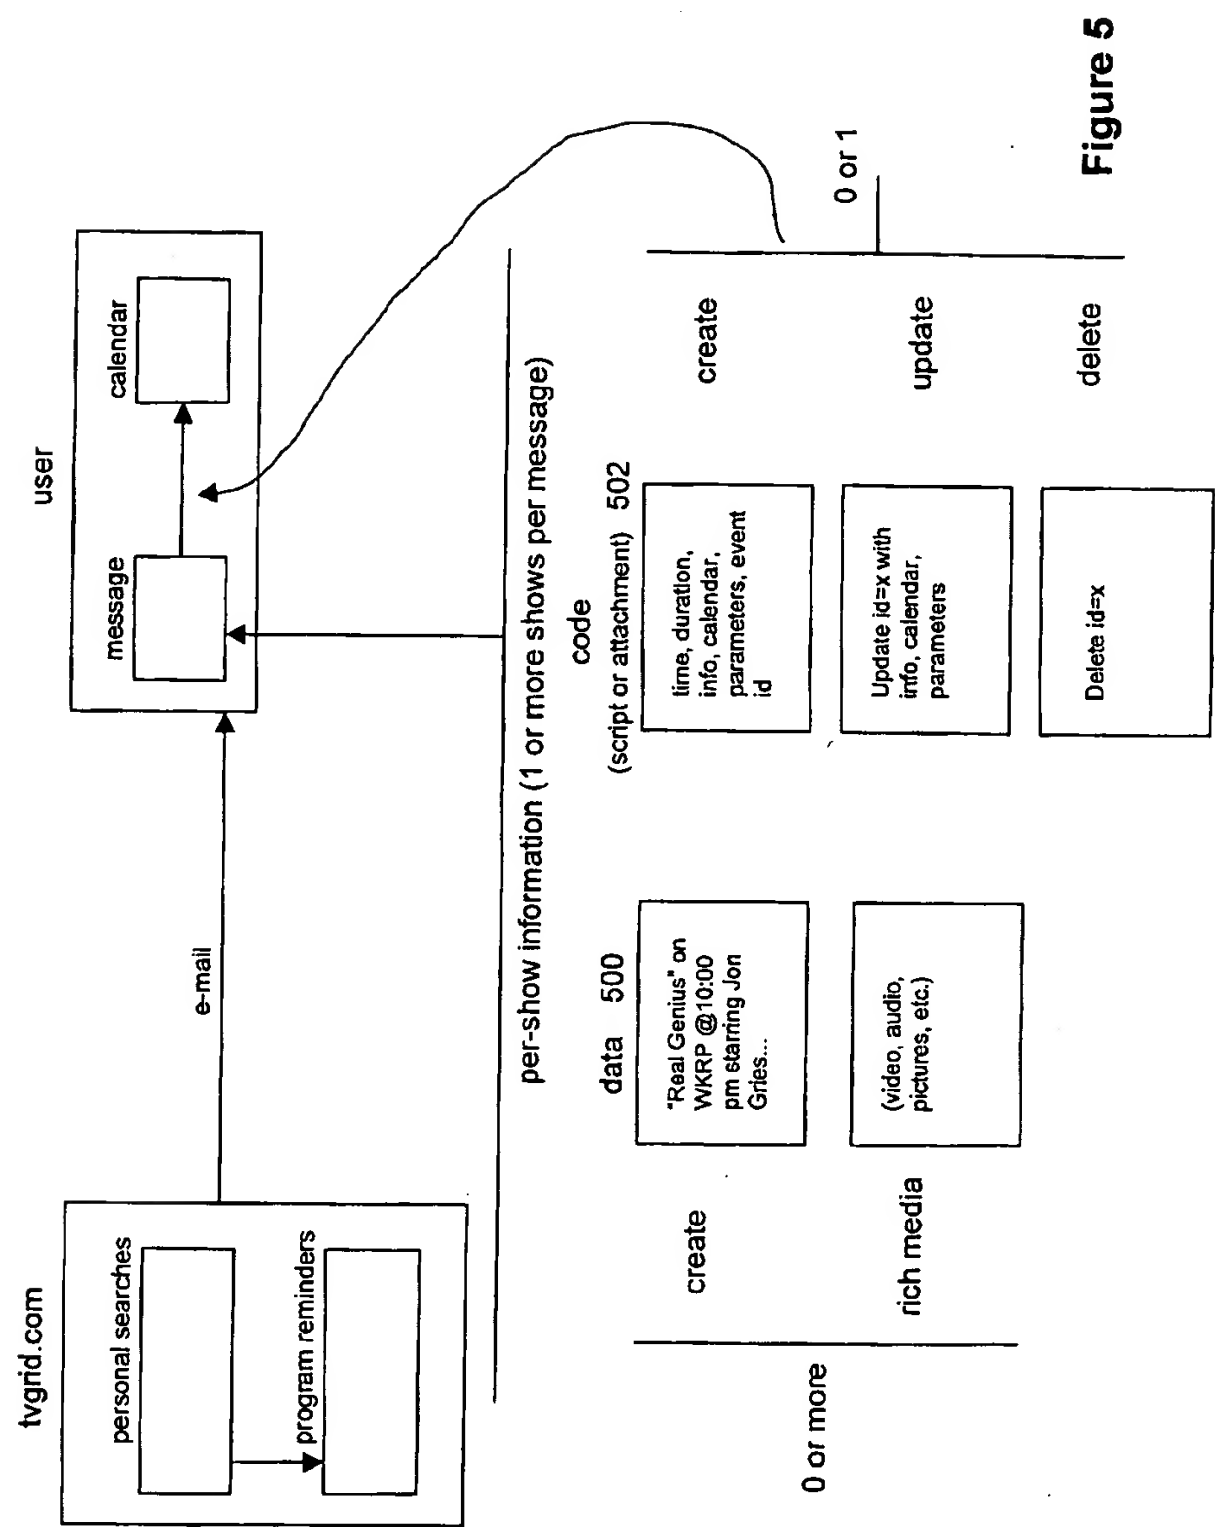 tvgrid.com
user
personal searches
program reminders
e-mail
message
calendar
per-show information (1 or more shows per message)
data 500
code
(script or attachment) 502
0 or more
create
"Real Genius" on
WKRP @10:00
pm starring Jon
Gries...
rich media
(video, audio,
pictures, etc.)
time, duration,
info, calendar,
parameters, event
id
create
Update id=x with
info, calendar,
parameters
update
Delete id=x
delete
0 or 1
Figure 5